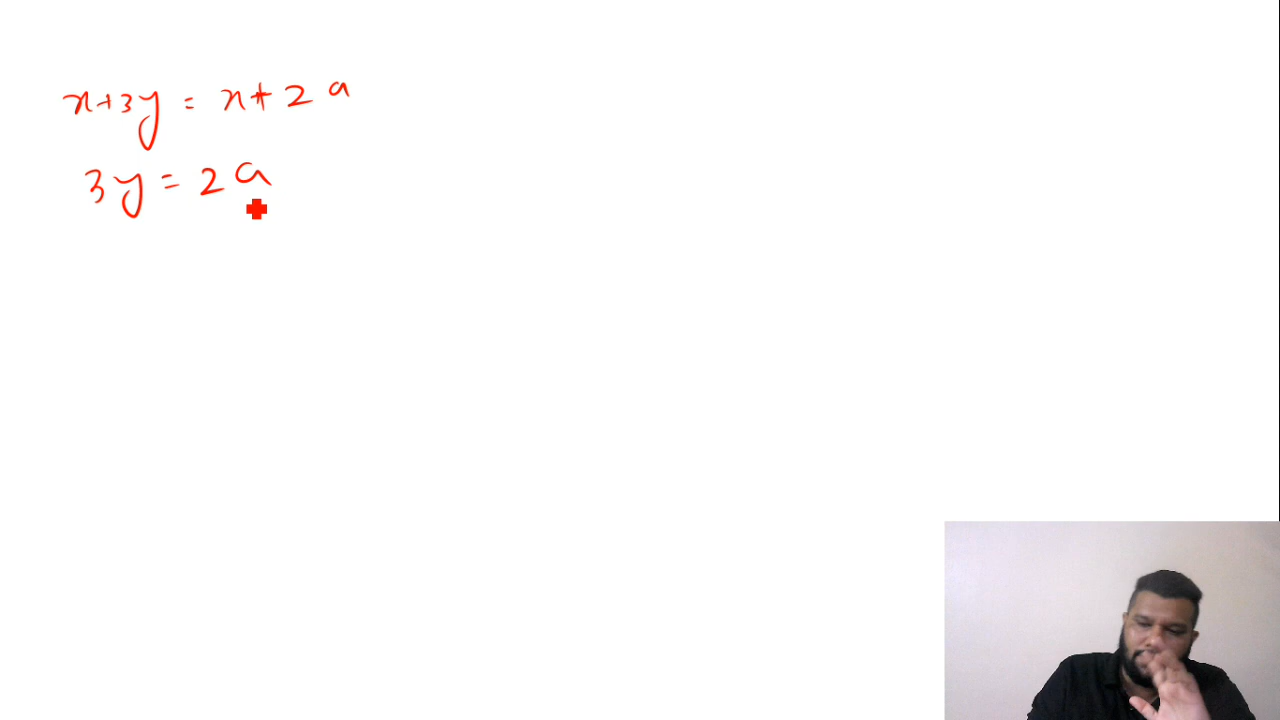 x+3y = x+2a
3y = 2a